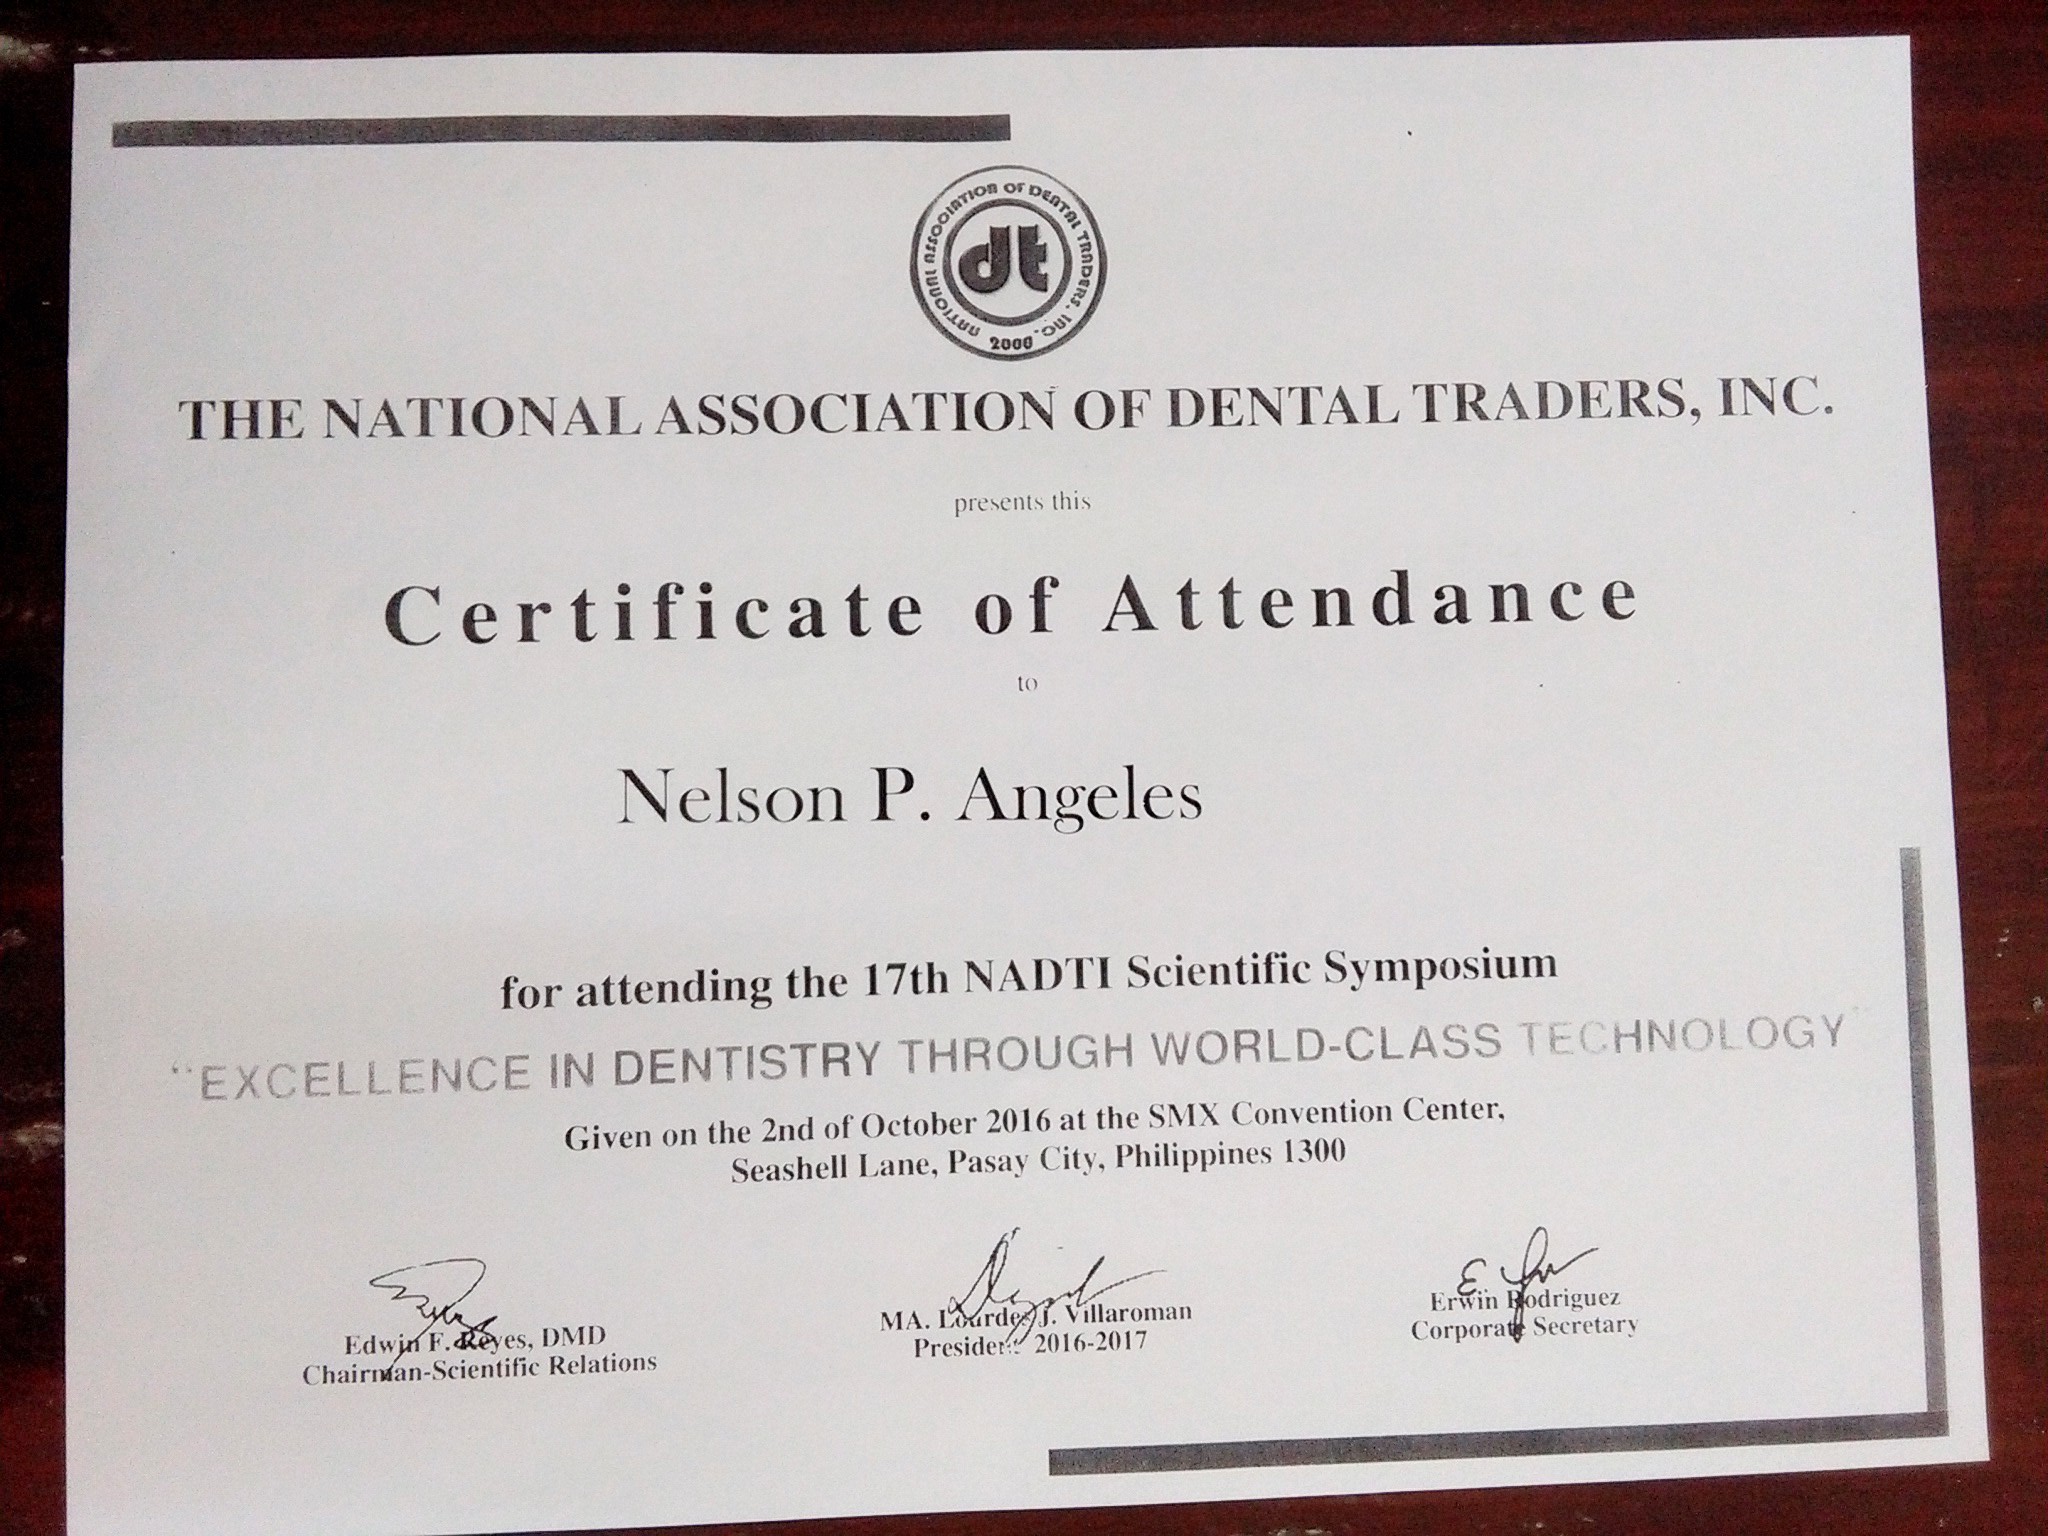 NATIONAL ASSOCIATION OF DENTAL TRADERS, INC.
dt
2000
THE NATIONAL ASSOCIATION OF DENTAL TRADERS, INC.
presents this
Certificate of Attendance
to
Nelson P. Angeles
for attending the 17th NADTI Scientific Symposium
"EXCELLENCE IN DENTISTRY THROUGH WORLD-CLASS TECHNOLOGY"
Given on the 2nd of October 2016 at the SMX Convention Center,
Seashell Lane, Pasay City, Philippines 1300
Edwin F. Reyes, DMD
Chairman-Scientific Relations
MA. Lourdes J. Villaroman
President 2016-2017
Erwin Rodriguez
Corporate Secretary